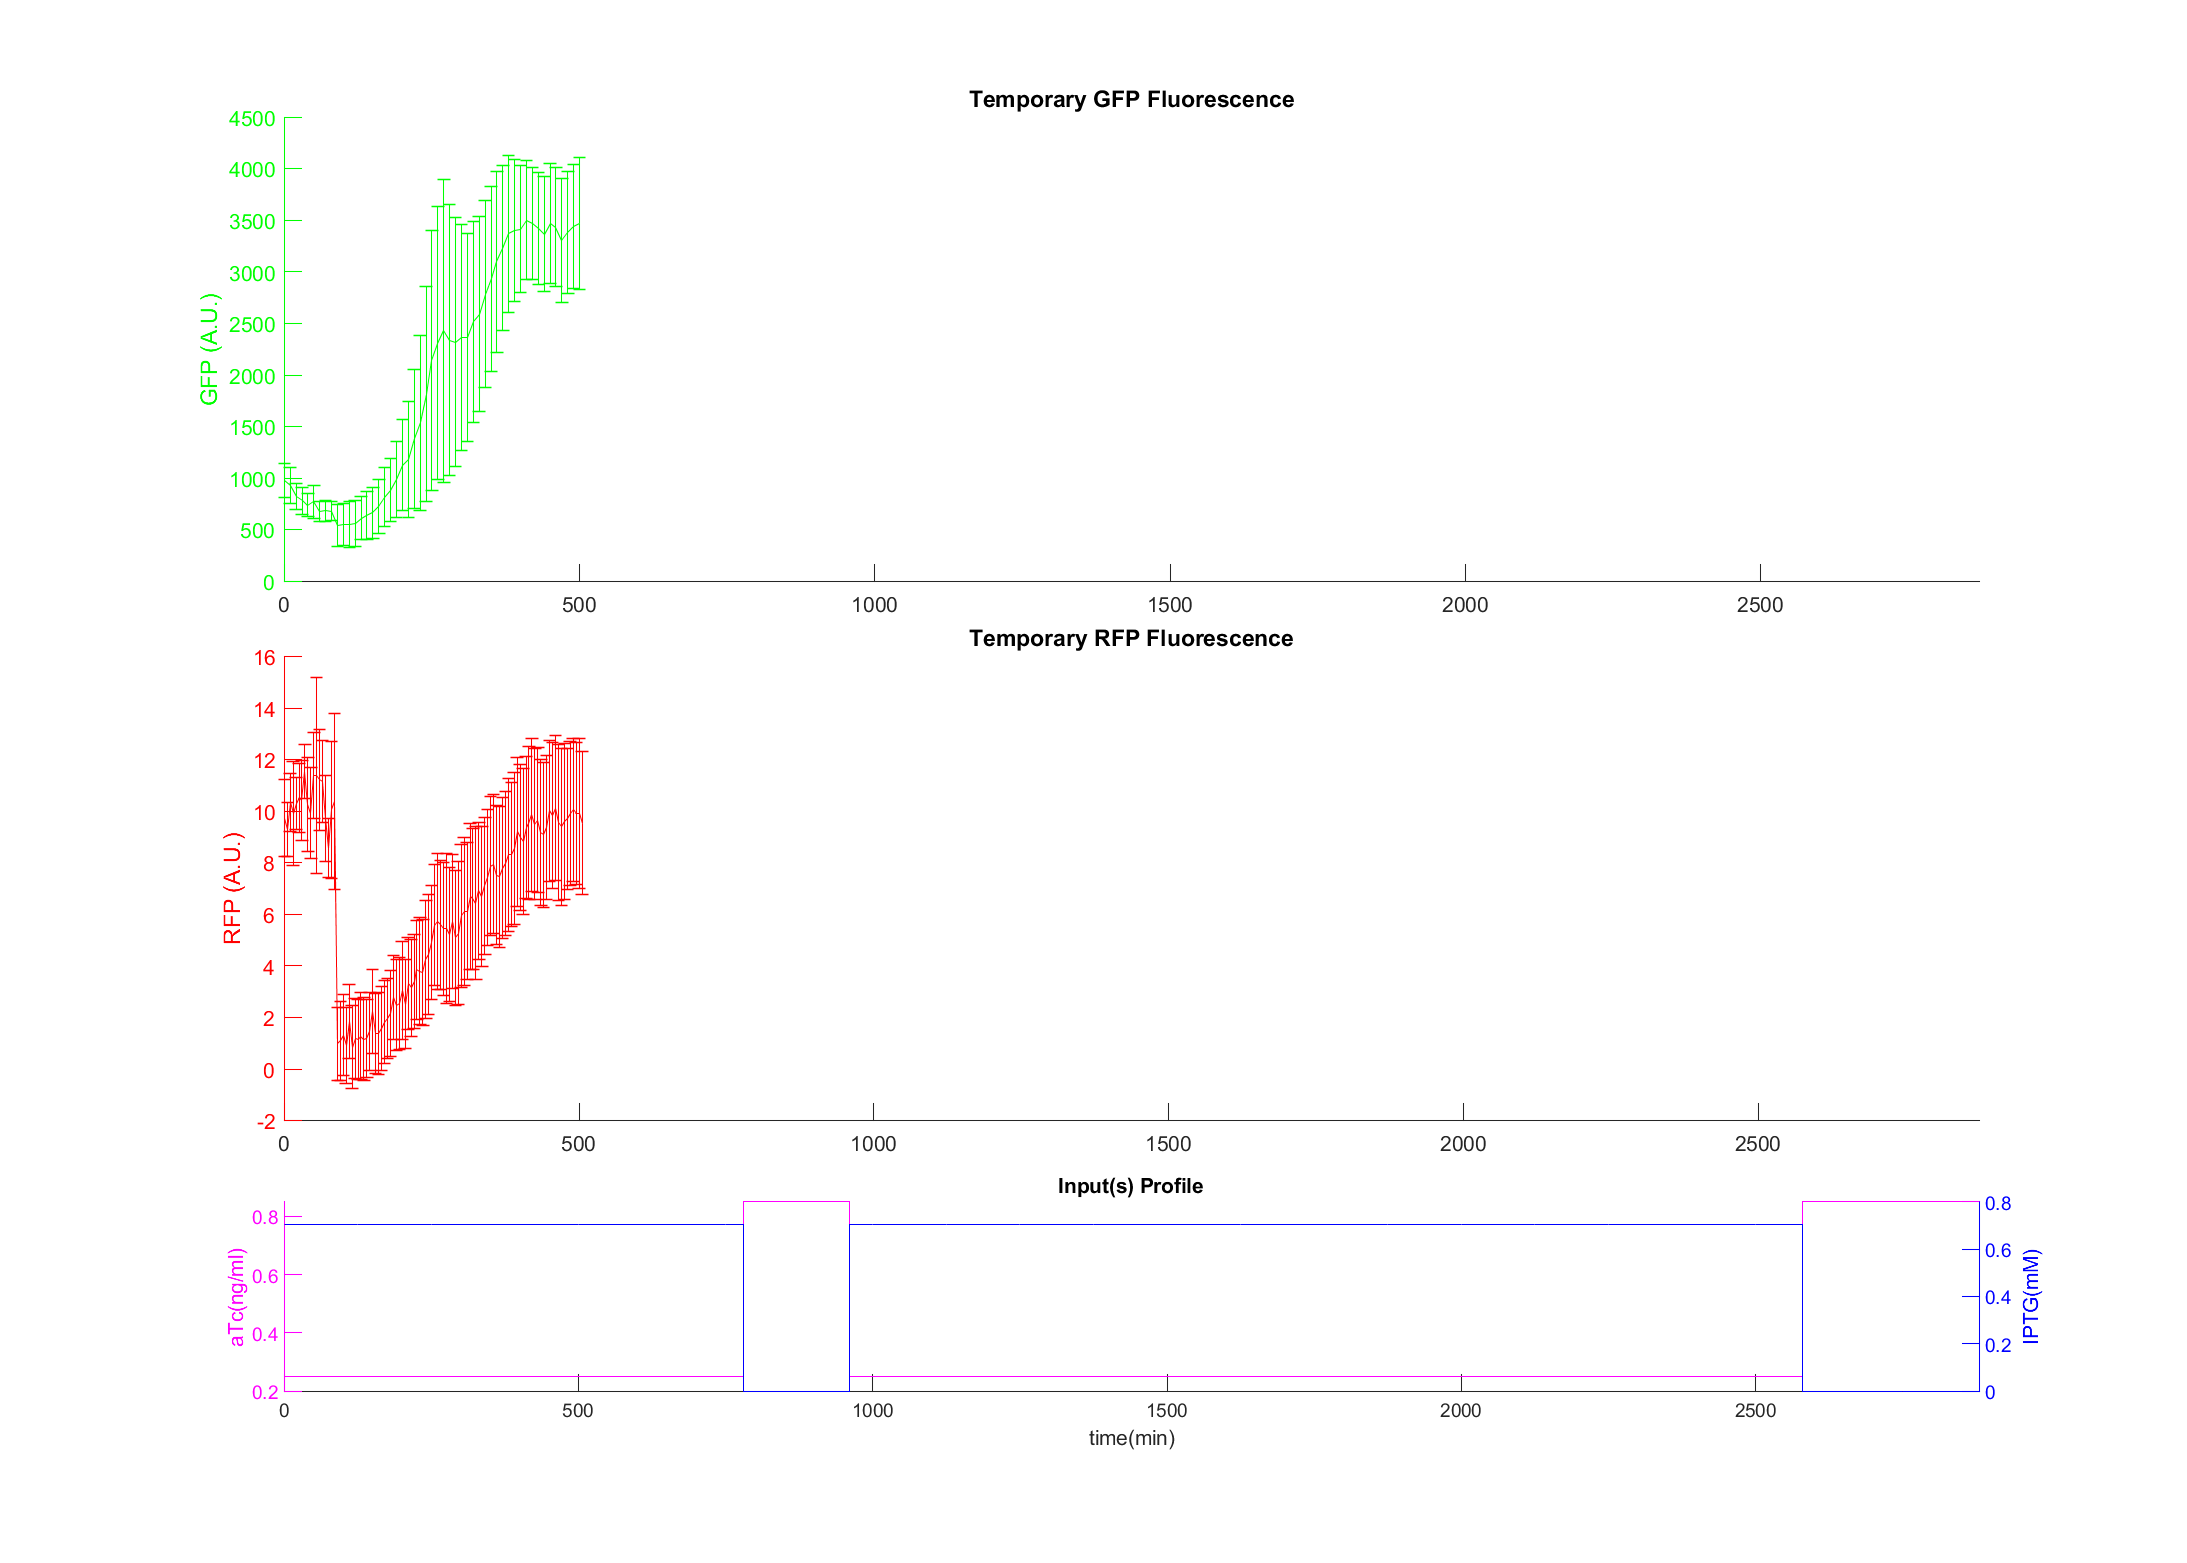 Temporary GFP Fluorescence
4500
4000
3500
3000
2500
2000
1500
1000
500
0
GFP (A.U.)
0 500 1000 1500 2000 2500
Temporary RFP Fluorescence
16
14
12
10
8
6
4
2
0
-2
RFP (A.U.)
0 500 1000 1500 2000 2500
Input(s) Profile
0.8
0.6
0.4
0.2
aTc(ng/ml)
0.8
0.6
0.4
0.2
0
IPTG(mM)
0 500 1000 1500 2000 2500
time(min)